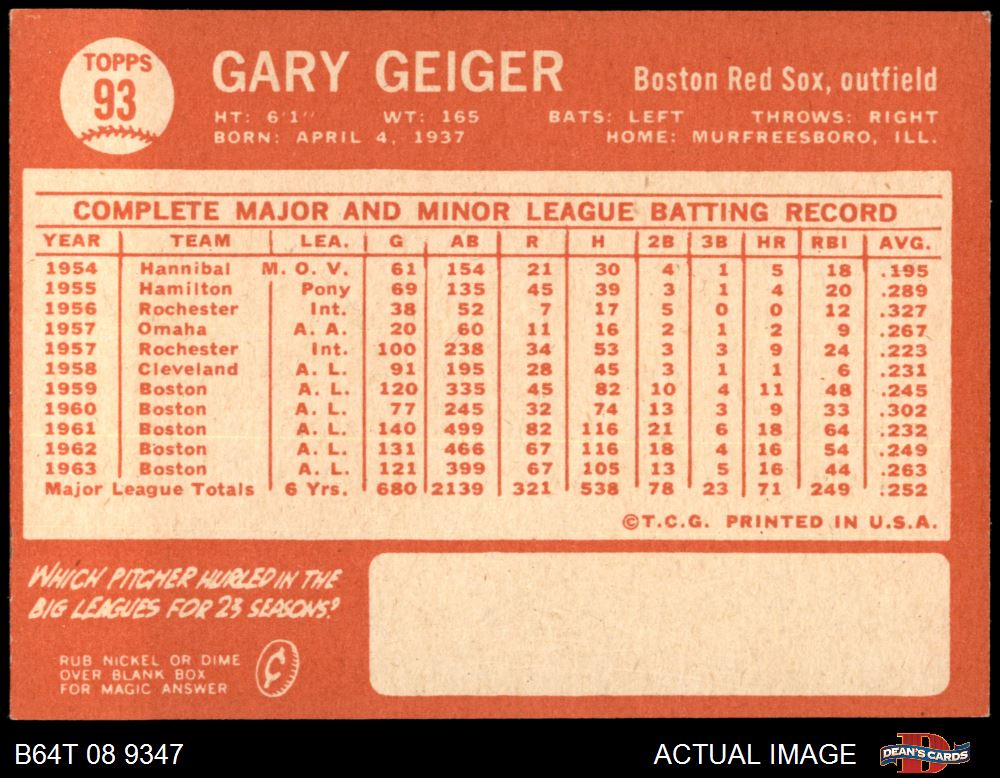 TOPPS
93
GARY GEIGER
Boston Red Sox, outfield
HT: 6'1" WT: 165 BATS: LEFT THROWS: RIGHT
BORN: APRIL 4, 1937 HOME: MURFREESBORO, ILL.
COMPLETE MAJOR AND MINOR LEAGUE BATTING RECORD
YEAR TEAM LEA. G AB R H 2B 3B HR RBI AVG.
1954 Hannibal M. O. V. 61 154 21 30 4 1 5 18 .195
1955 Hamilton Pony 69 135 45 39 3 1 4 20 .289
1956 Rochester Int. 38 52 7 17 5 0 0 12 .327
1957 Omaha A. A. 20 60 11 16 2 1 2 9 .267
1957 Rochester Int. 100 238 34 53 3 3 9 24 .223
1958 Cleveland A. L. 91 195 28 45 3 1 1 6 .231
1959 Boston A. L. 120 335 45 82 10 4 11 48 .245
1960 Boston A. L. 77 245 32 74 13 3 9 33 .302
1961 Boston A. L. 140 499 82 116 21 6 18 64 .232
1962 Boston A. L. 131 466 67 116 18 4 16 54 .249
1963 Boston A. L. 121 399 67 105 13 5 16 44 .263
Major League Totals 6 Yrs. 680 2139 321 538 78 23 71 249 .252
©T.C.G. PRINTED IN U.S.A.
WHICH PITCHER HURLED IN THE
BIG LEAGUES FOR 23 SEASONS?
RUB NICKEL OR DIME
OVER BLANK BOX
FOR MAGIC ANSWER
¢
B64T 08 9347
ACTUAL IMAGE
DEAN'S CARDS